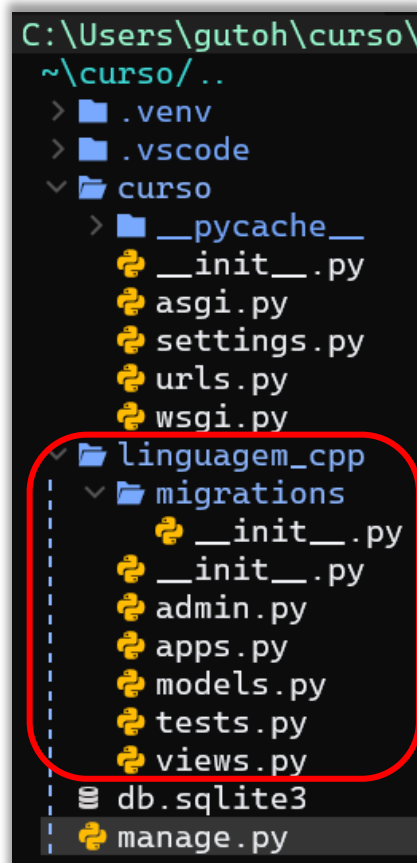 C:\Users\gutoh\curso\
~\curso/..
.venv
.vscode
curso
__pycache__
__init__.py
asgi.py
settings.py
urls.py
wsgi.py
linguagem_cpp
migrations
__init__.py
__init__.py
admin.py
apps.py
models.py
tests.py
views.py
db.sqlite3
manage.py